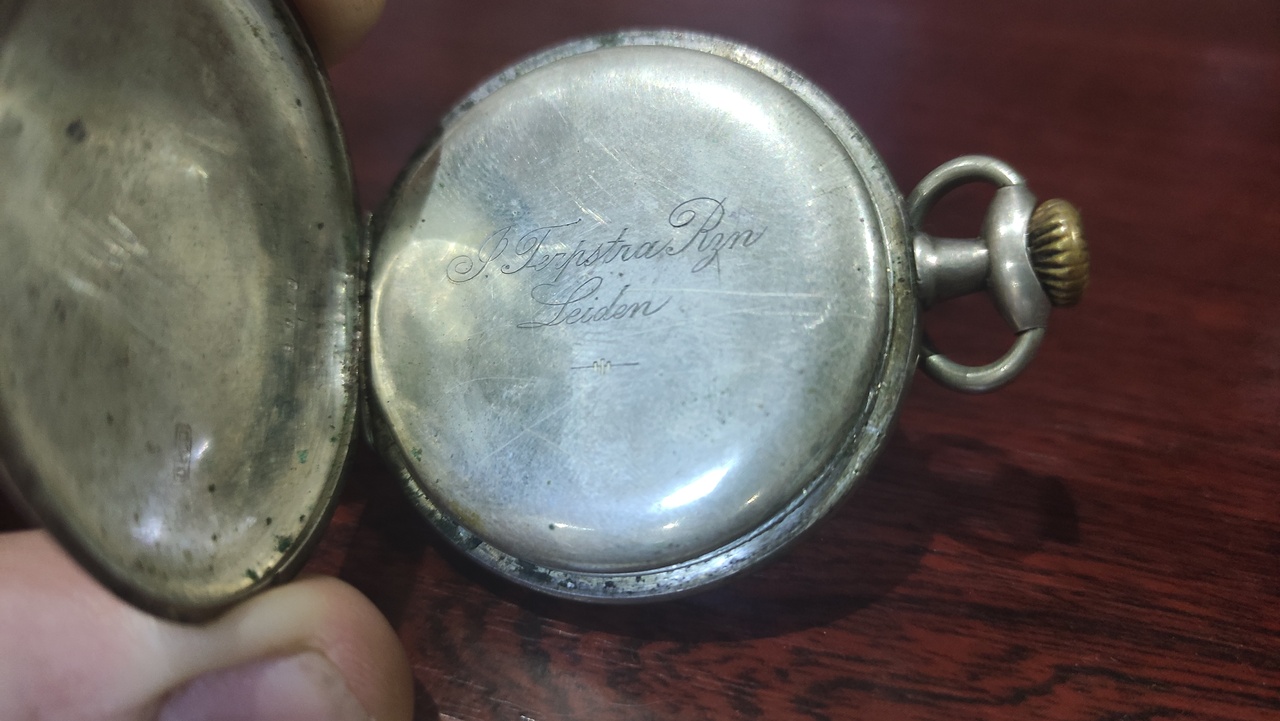 J. Terpstra Rzn
Leiden